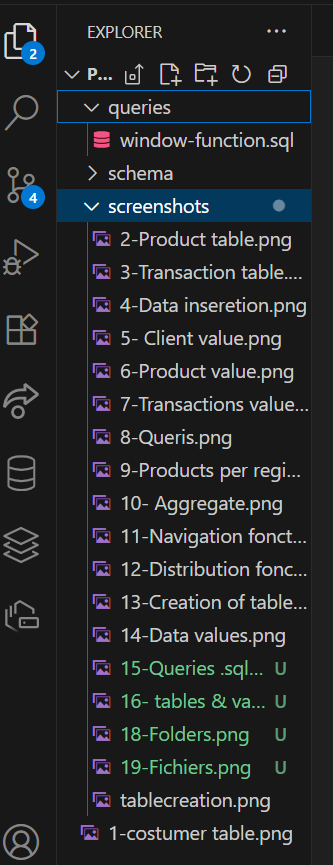 EXPLORER
P...
queries
window-function.sql
schema
screenshots
2-Product table.png
3-Transaction table....
4-Data inseretion.png
5- Client value.png
6-Product value.png
7-Transactions value...
8-Queris.png
9-Products per regi...
10- Aggregate.png
11-Navigation fonct...
12-Distribution fonc...
13-Creation of table...
14-Data values.png
15-Queries .sql... U
16- tables & va... U
18-Folders.png U
19-Fichiers.png U
tablecreation.png
1-costumer table.png
2
4